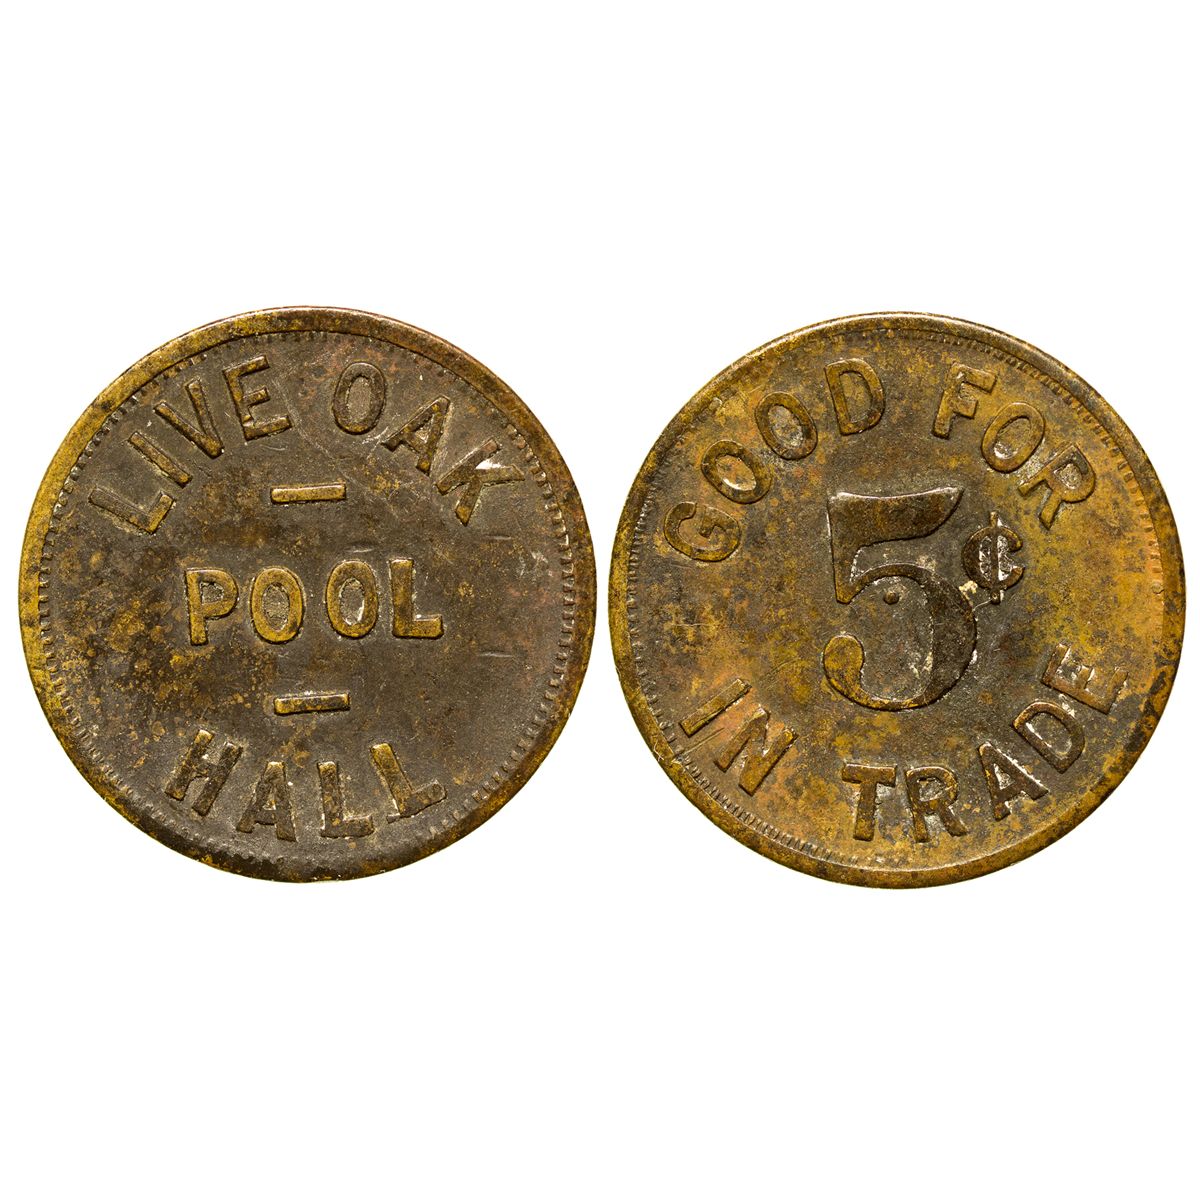 LIVE OAK
—
POOL
—
HALL
GOOD FOR
5¢
IN TRADE